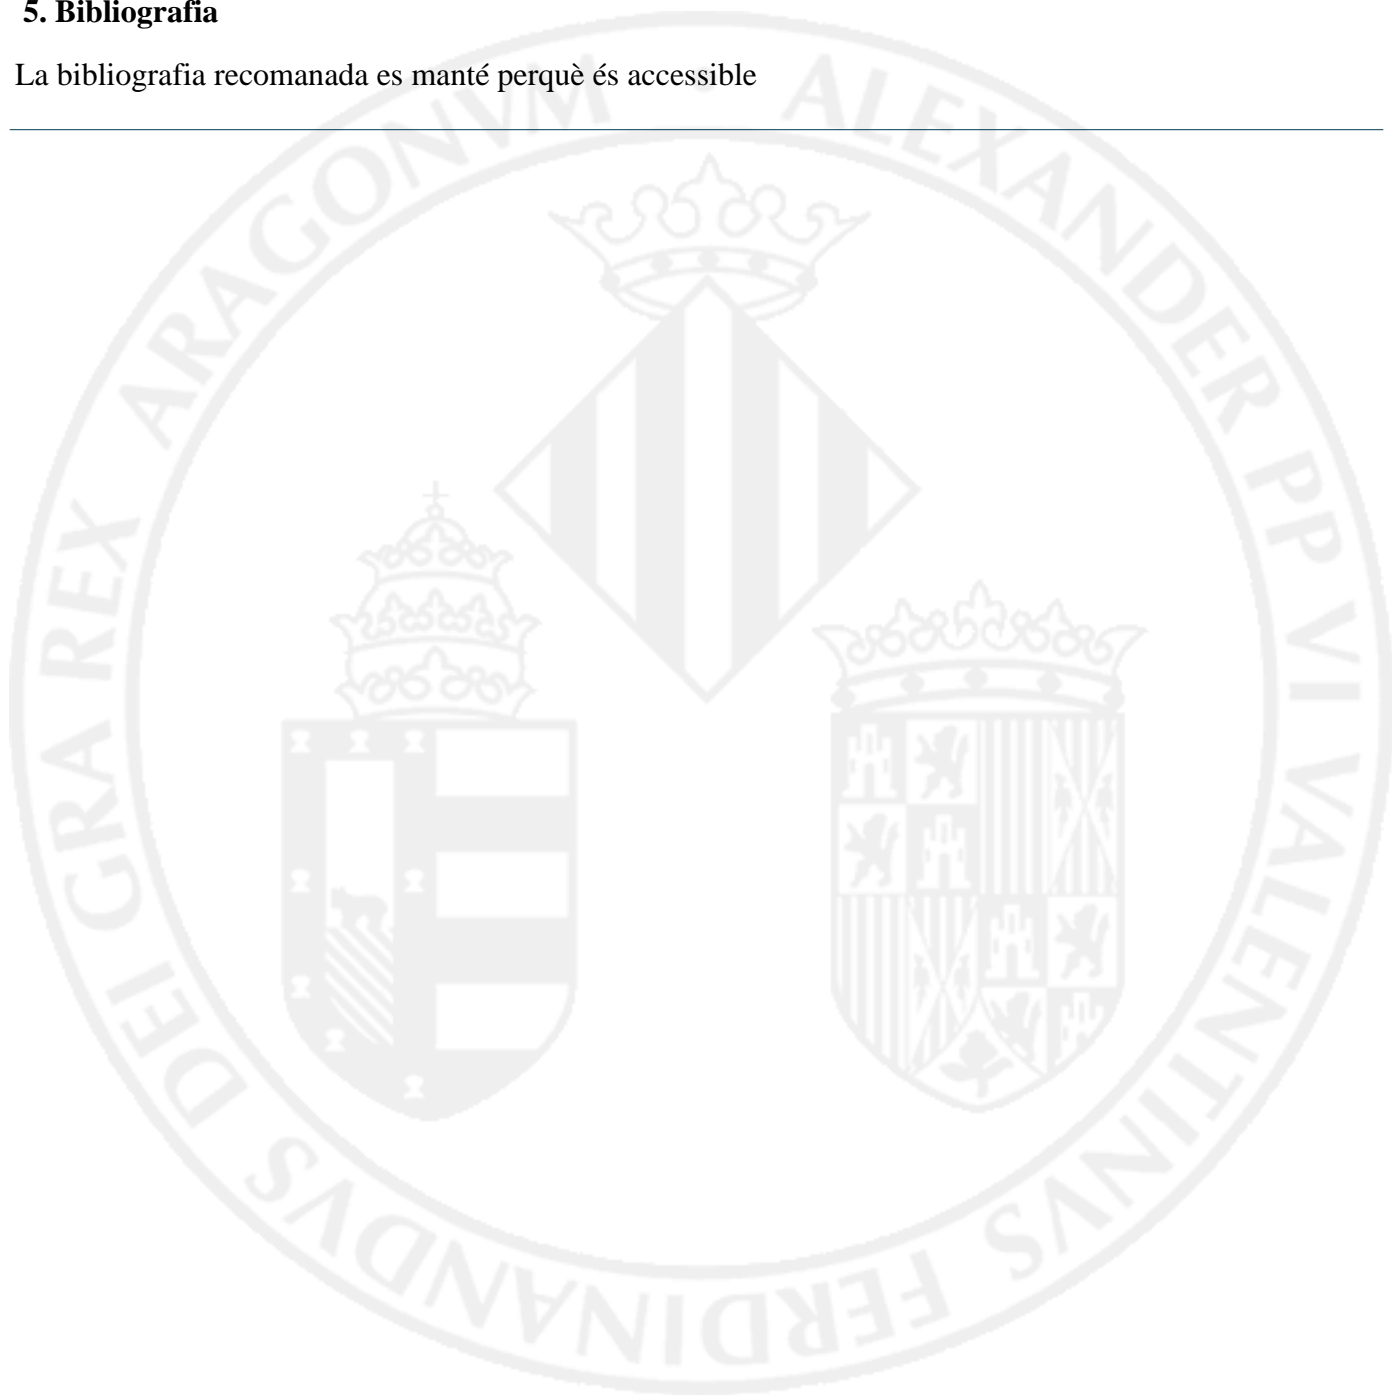 5. Bibliografia
La bibliografia recomanada es manté perquè és accessible
ALEXANDER PP VI VALENTINVS FERDINANDVS DEI GRA REX ARAGONVM